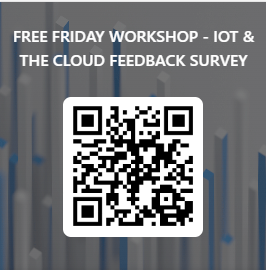 FREE FRIDAY WORKSHOP - IOT &
THE CLOUD FEEDBACK SURVEY